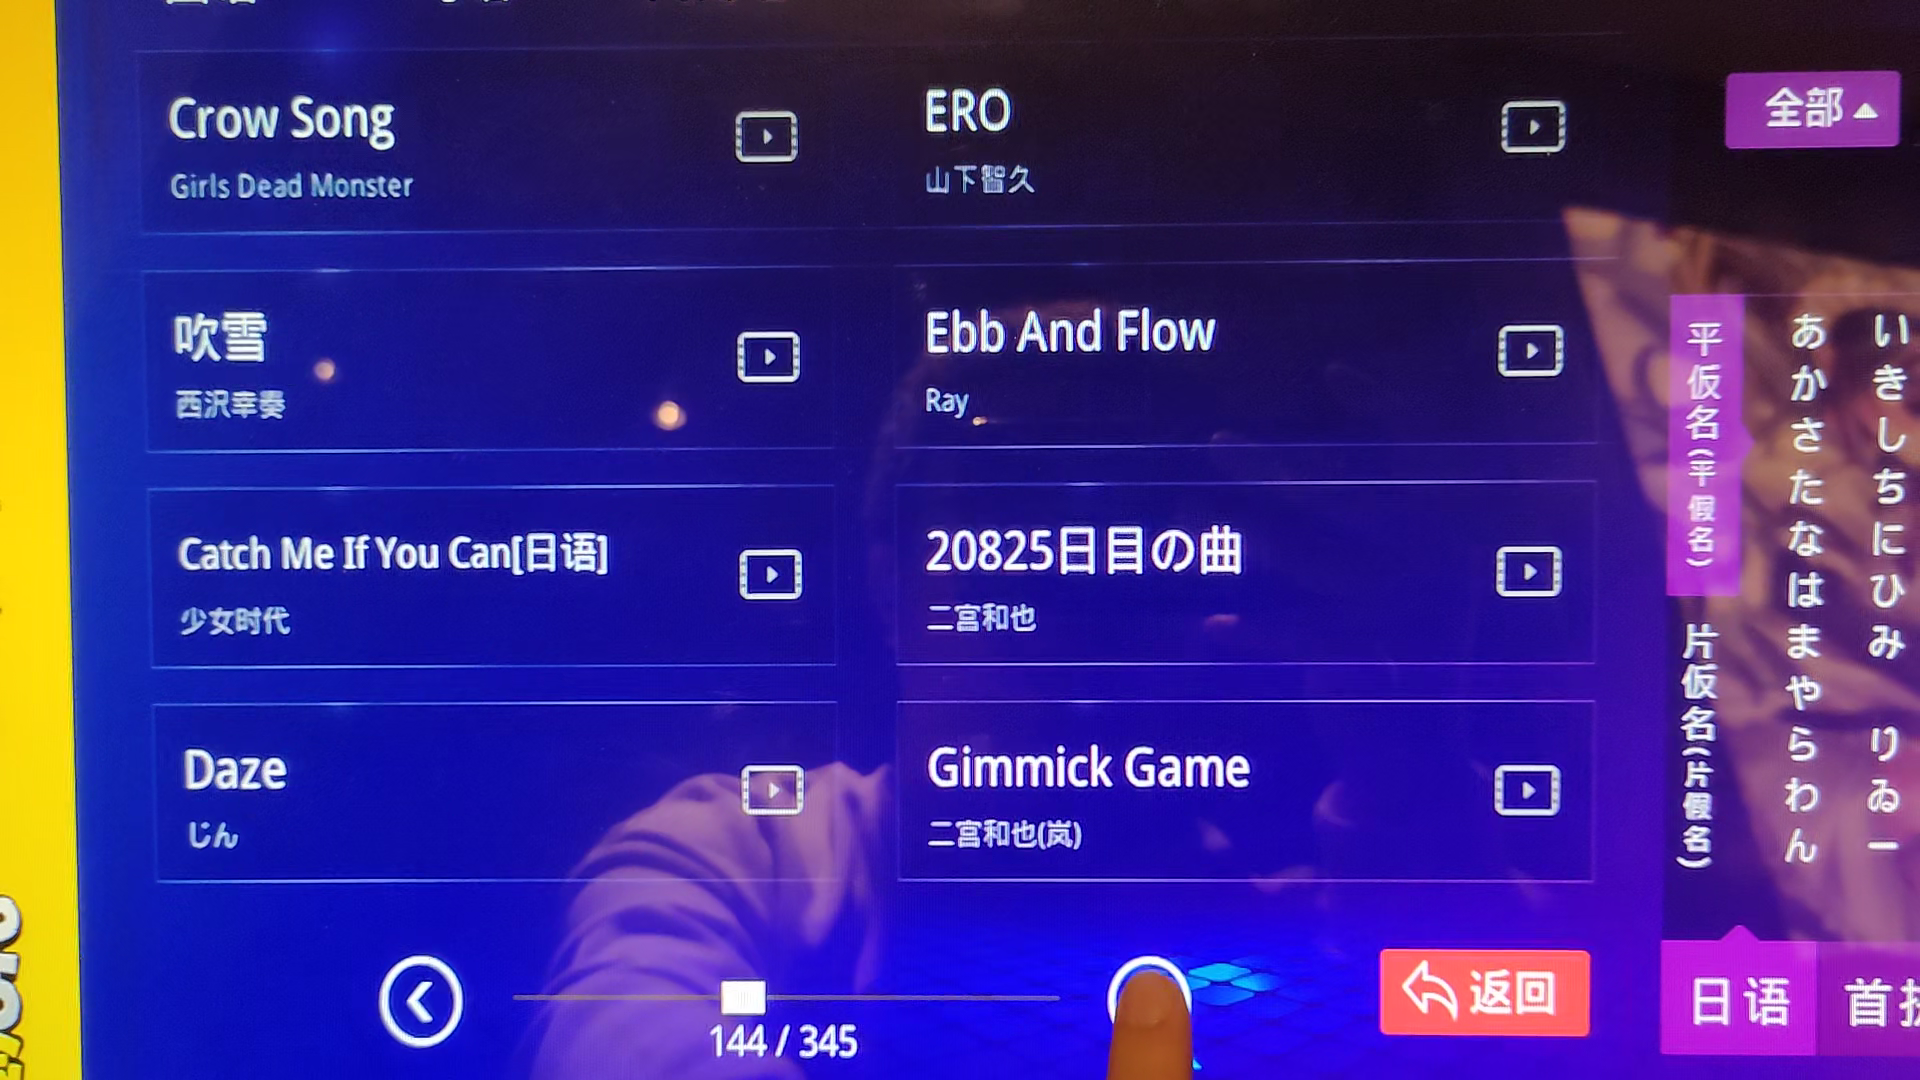 Crow Song
Girls Dead Monster
ERO
山下智久
吹雪
西沢幸奏
Ebb And Flow
Ray
Catch Me If You Can[日语]
少女时代
20825日目の曲
二宫和也
Daze
じん
Gimmick Game
二宫和也(岚)
144 / 345
返回
全部
平仮名(平假名)
片仮名(片假名)
あかさたなはまやらわん
いきしちにひみ りゐー
日语
首